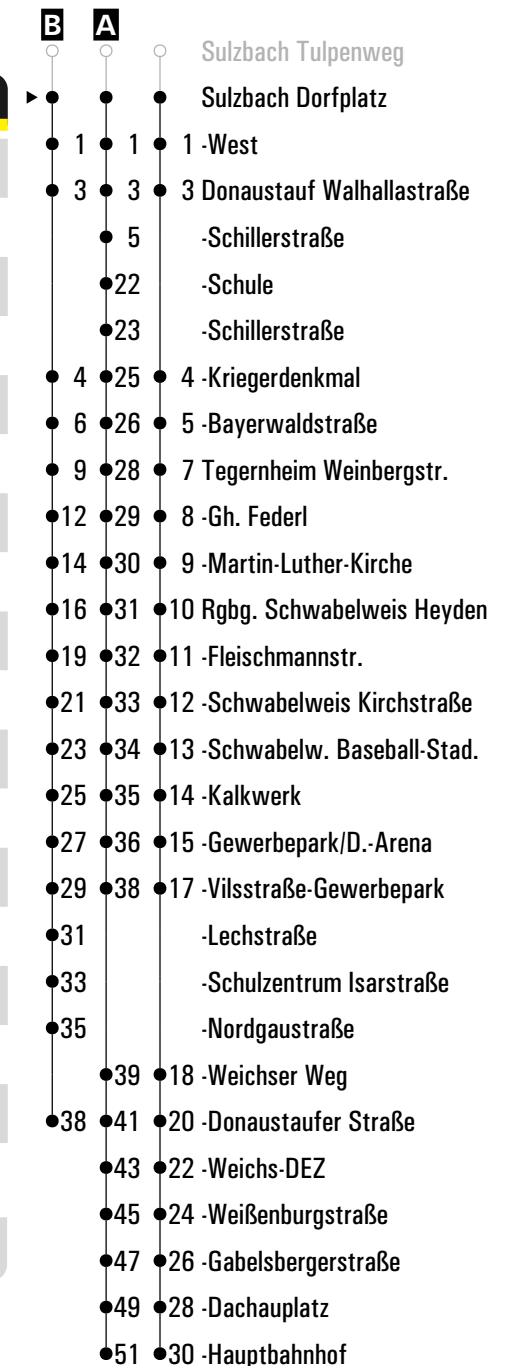 B A
Sulzbach Tulpenweg
Sulzbach Dorfplatz
1 1 1 -West
3 3 3 Donaustauf Walhallastraße
5 -Schillerstraße
22 -Schule
23 -Schillerstraße
4 25 4 -Kriegerdenkmal
6 26 5 -Bayerwaldstraße
9 28 7 Tegernheim Weinbergstr.
12 29 8 -Gh. Federl
14 30 9 -Martin-Luther-Kirche
16 31 10 Rgbg. Schwabelweis Heyden
19 32 11 -Fleischmannstr.
21 33 12 -Schwabelweis Kirchstraße
23 34 13 -Schwabelw. Baseball-Stad.
25 35 14 -Kalkwerk
27 36 15 -Gewerbepark/D.-Arena
29 38 17 -Vilsstraße-Gewerbepark
31 -Lechstraße
33 -Schulzentrum Isarstraße
35 -Nordgaustraße
39 18 -Weichser Weg
38 41 20 -Donaustaufer Straße
43 22 -Weichs-DEZ
45 24 -Weißenburgstraße
47 26 -Gabelsbergerstraße
49 28 -Dachauplatz
51 30 -Hauptbahnhof